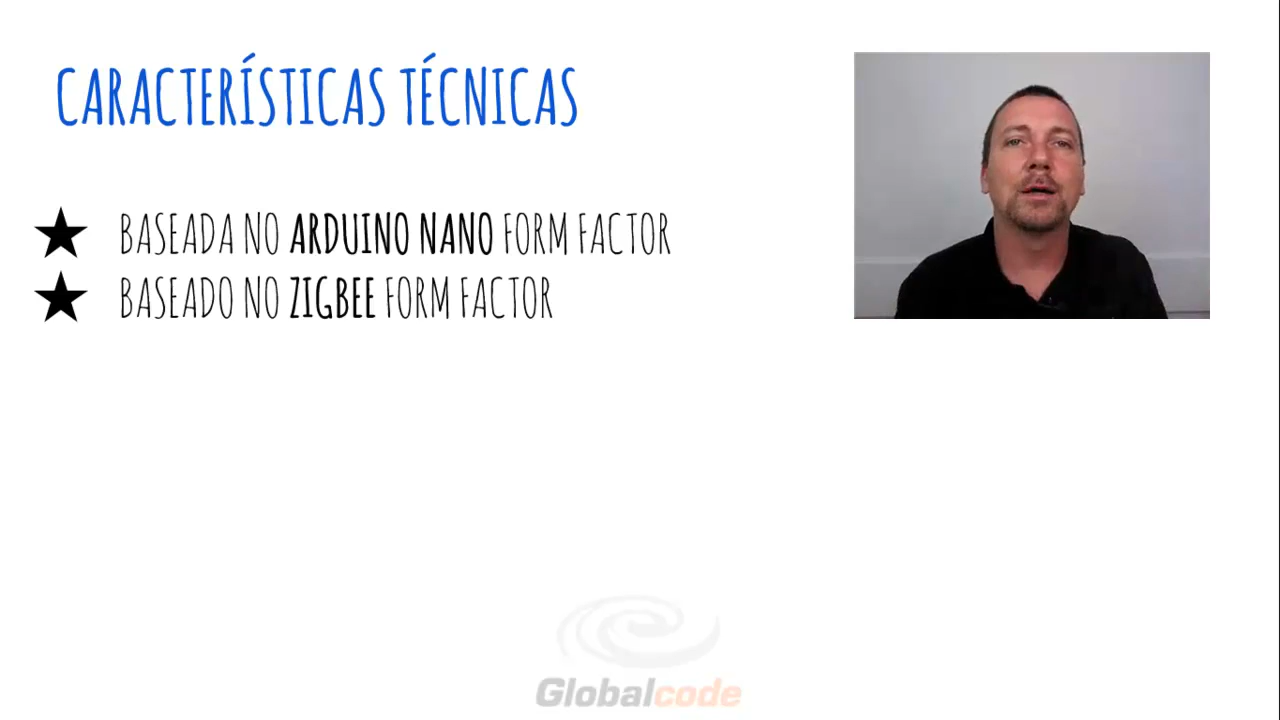 CARACTERÍSTICAS TÉCNICAS
BASEADA NO ARDUINO NANO FORM FACTOR
BASEADO NO ZIGBEE FORM FACTOR
Globalcode